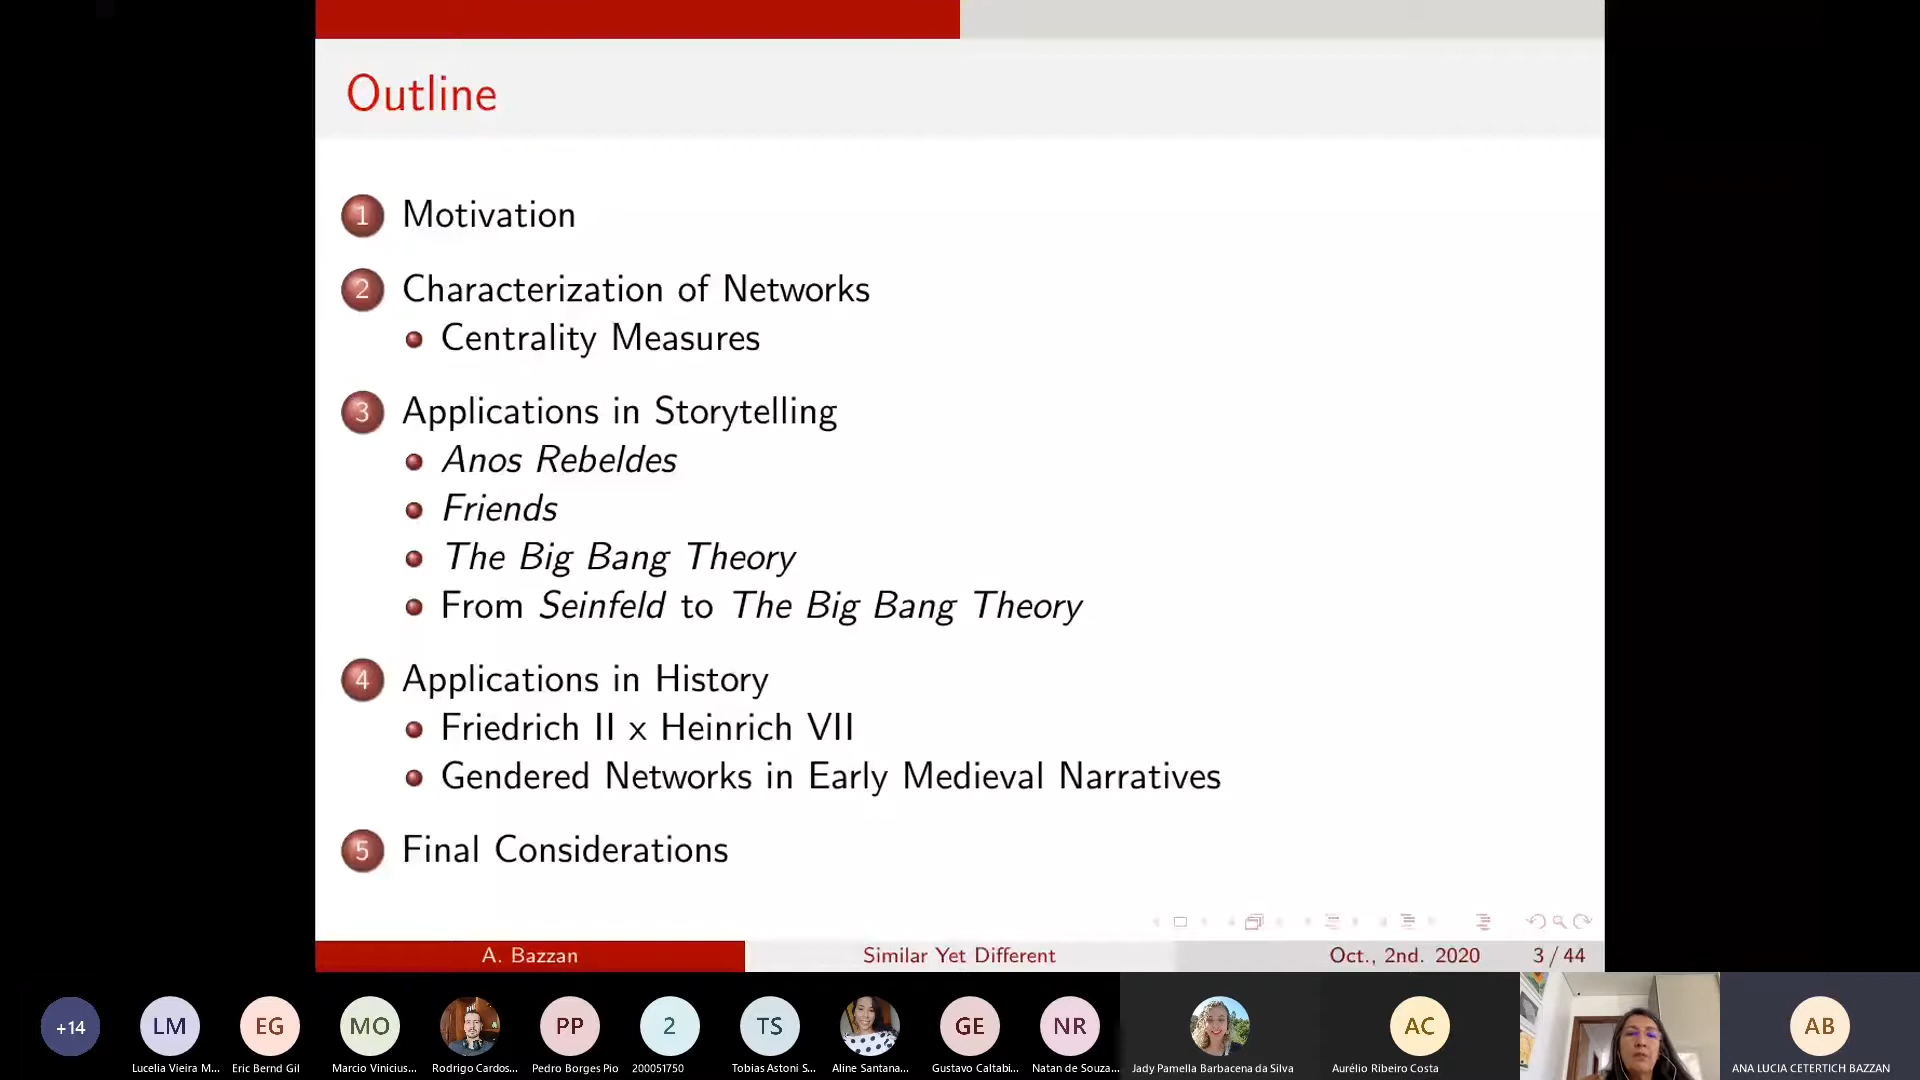 Outline
1 Motivation
2 Characterization of Networks
Centrality Measures
3 Applications in Storytelling
Anos Rebeldes
Friends
The Big Bang Theory
From Seinfeld to The Big Bang Theory
4 Applications in History
Friedrich II x Heinrich VII
Gendered Networks in Early Medieval Narratives
5 Final Considerations
A. Bazzan Similar Yet Different Oct., 2nd. 2020 3 / 44
+14 LM EG MO PP 2 TS GE NR AC AB
Lucelia Vieira M... Eric Bernd Gil Marcio Vinicius... Rodrigo Cardos... Pedro Borges Pio 200051750 Tobias Astoni S... Aline Santana... Gustavo Caltabi... Natan de Souza... Jady Pamella Barbacena da Silva Aurélio Ribeiro Costa ANA LUCIA CETERTICH BAZZAN